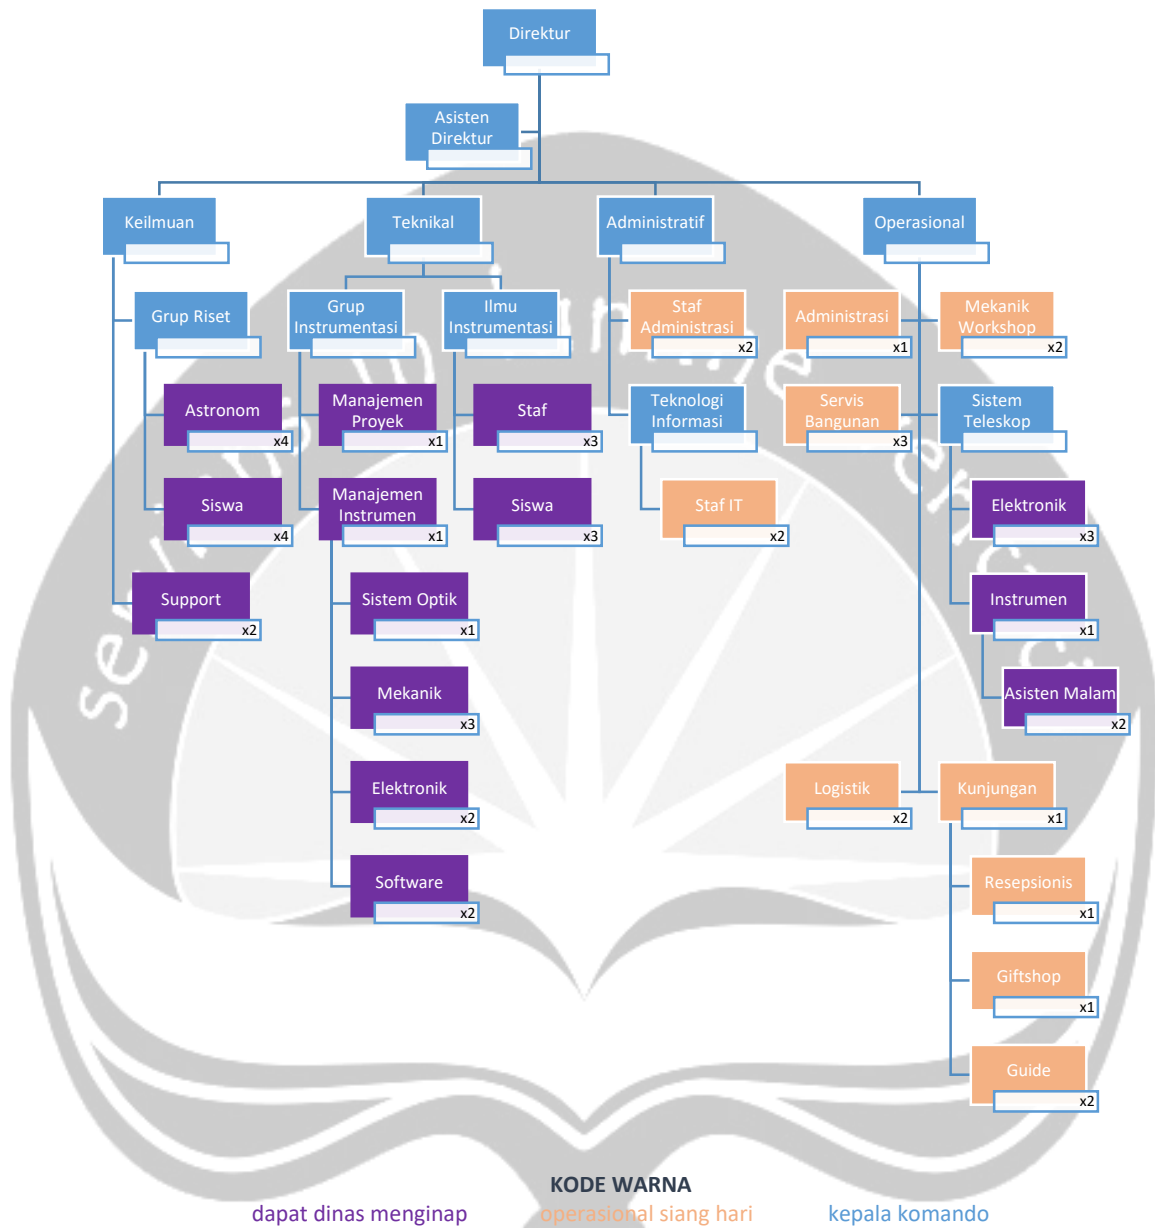 Direktur
Asisten
Direktur
Keilmuan
Teknikal
Administratif
Operasional
Grup Riset
Grup
Instrumentasi
Ilmu
Instrumentasi
Staf
Administrasi
x2
Administrasi
x1
Mekanik
Workshop
x2
Astronom
x4
Manajemen
Proyek
x1
Staf
x3
Teknologi
Informasi
Servis
Bangunan
x3
Sistem
Teleskop
Siswa
x4
Manajemen
Instrumen
x1
Siswa
x3
Staf IT
x2
Elektronik
x3
Support
x2
Sistem Optik
x1
Instrumen
x1
Mekanik
x3
Asisten Malam
x2
Elektronik
x2
Logistik
x2
Kunjungan
x1
Software
x2
Resepsionis
x1
Giftshop
x1
Guide
x2
KODE WARNA
dapat dinas menginap operasional siang hari kepala komando